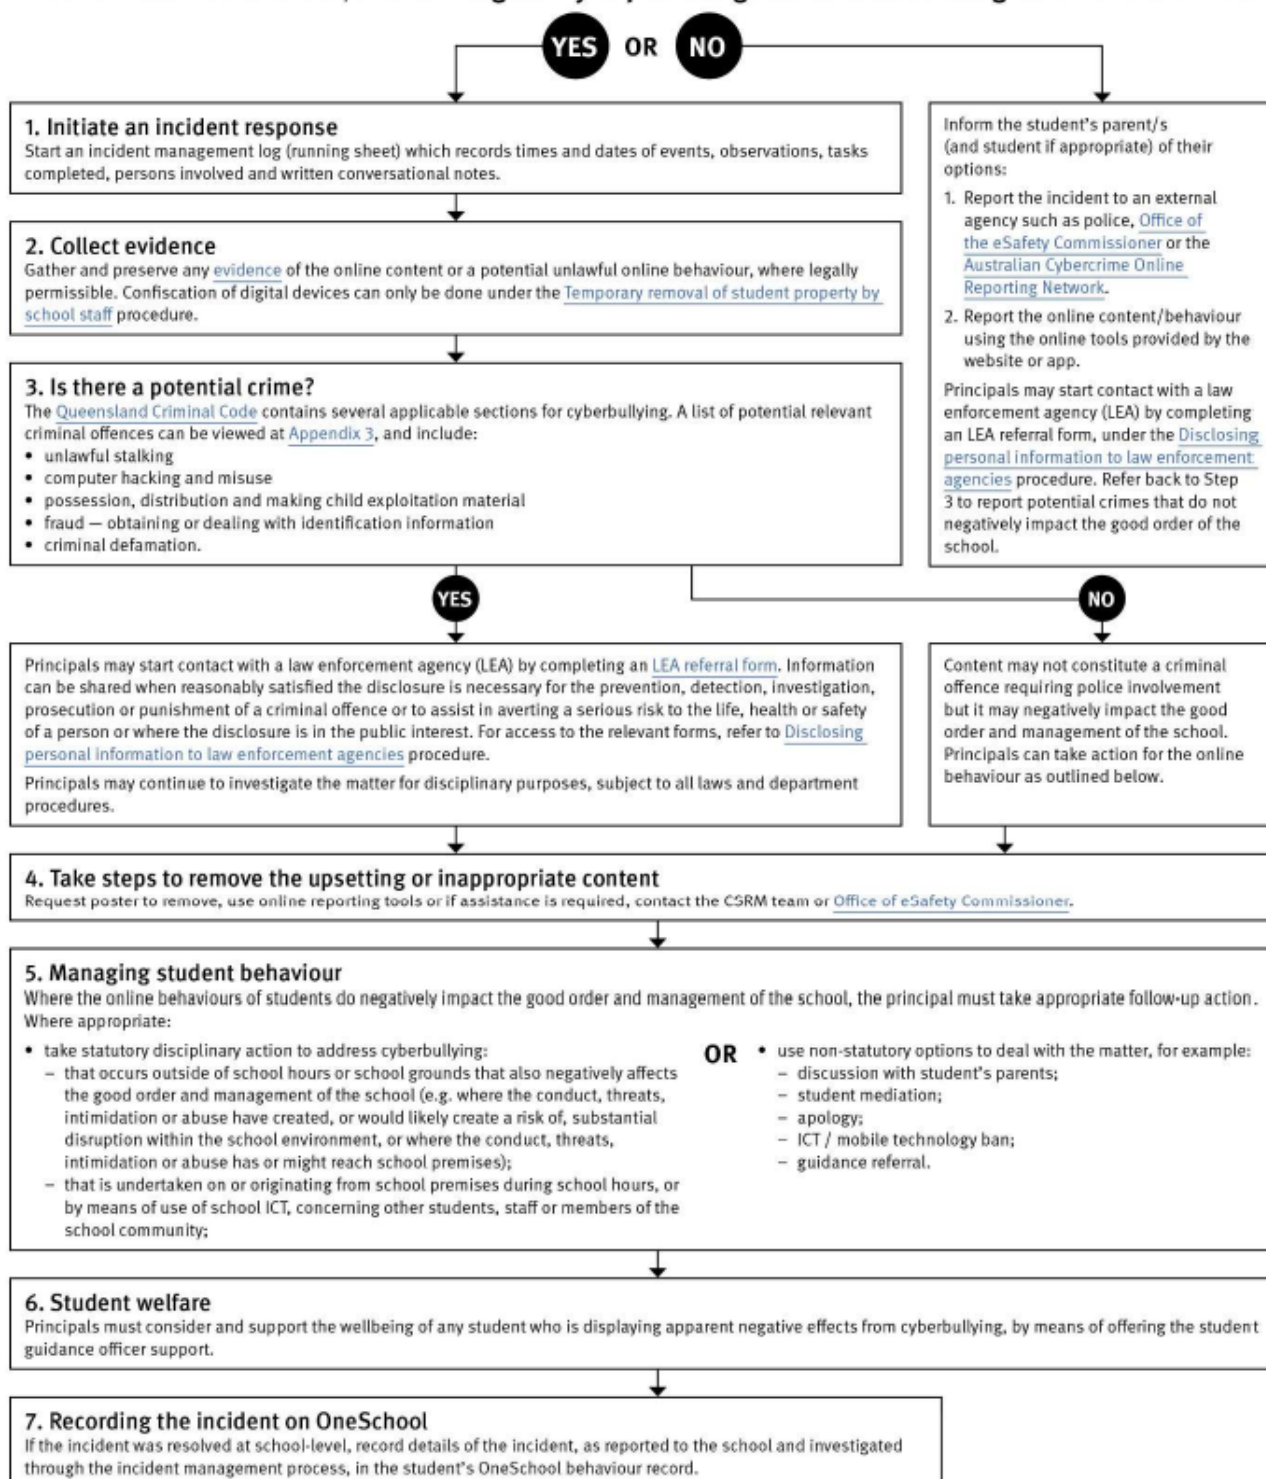 YES OR NO
1. Initiate an incident response
Start an incident management log (running sheet) which records times and dates of events, observations, tasks
completed, persons involved and written conversational notes.
2. Collect evidence
Gather and preserve any evidence of the online content or a potential unlawful online behaviour, where legally
permissible. Confiscation of digital devices can only be done under the Temporary removal of student property by
school staff procedure.
3. Is there a potential crime?
The Queensland Criminal Code contains several applicable sections for cyberbullying. A list of potential relevant
criminal offences can be viewed at Appendix 3, and include:
• unlawful stalking
• computer hacking and misuse
• possession, distribution and making child exploitation material
• fraud — obtaining or dealing with identification information
• criminal defamation.
Inform the student's parent/s
(and student if appropriate) of their
options:
1. Report the incident to an external
agency such as police, Office of
the eSafety Commissioner or the
Australian Cybercrime Online
Reporting Network.
2. Report the online content/behaviour
using the online tools provided by the
website or app.
Principals may start contact with a law
enforcement agency (LEA) by completing
an LEA referral form, under the Disclosing
personal information to law enforcement
agencies procedure. Refer back to Step
3 to report potential crimes that do not
negatively impact the good order of the
school.
YES
NO
Principals may start contact with a law enforcement agency (LEA) by completing an LEA referral form. Information
can be shared when reasonably satisfied the disclosure is necessary for the prevention, detection, investigation,
prosecution or punishment of a criminal offence or to assist in averting a serious risk to the life, health or safety
of a person or where the disclosure is in the public interest. For access to the relevant forms, refer to Disclosing
personal information to law enforcement agencies procedure.
Principals may continue to investigate the matter for disciplinary purposes, subject to all laws and department
procedures.
Content may not constitute a criminal
offence requiring police involvement
but it may negatively impact the good
order and management of the school.
Principals can take action for the online
behaviour as outlined below.
4. Take steps to remove the upsetting or inappropriate content
Request poster to remove, use online reporting tools or if assistance is required, contact the CSRM team or Office of eSafety Commissioner.
5. Managing student behaviour
Where the online behaviours of students do negatively impact the good order and management of the school, the principal must take appropriate follow-up action.
Where appropriate:
• take statutory disciplinary action to address cyberbullying:
– that occurs outside of school hours or school grounds that also negatively affects
the good order and management of the school (e.g. where the conduct, threats,
intimidation or abuse have created, or would likely create a risk of, substantial
disruption within the school environment, or where the conduct, threats,
intimidation or abuse has or might reach school premises);
– that is undertaken on or originating from school premises during school hours, or
by means of use of school ICT, concerning other students, staff or members of the
school community;
OR
• use non-statutory options to deal with the matter, for example:
– discussion with student's parents;
– student mediation;
– apology;
– ICT / mobile technology ban;
– guidance referral.
6. Student welfare
Principals must consider and support the wellbeing of any student who is displaying apparent negative effects from cyberbullying, by means of offering the student
guidance officer support.
7. Recording the incident on OneSchool
If the incident was resolved at school-level, record details of the incident, as reported to the school and investigated
through the incident management process, in the student's OneSchool behaviour record.